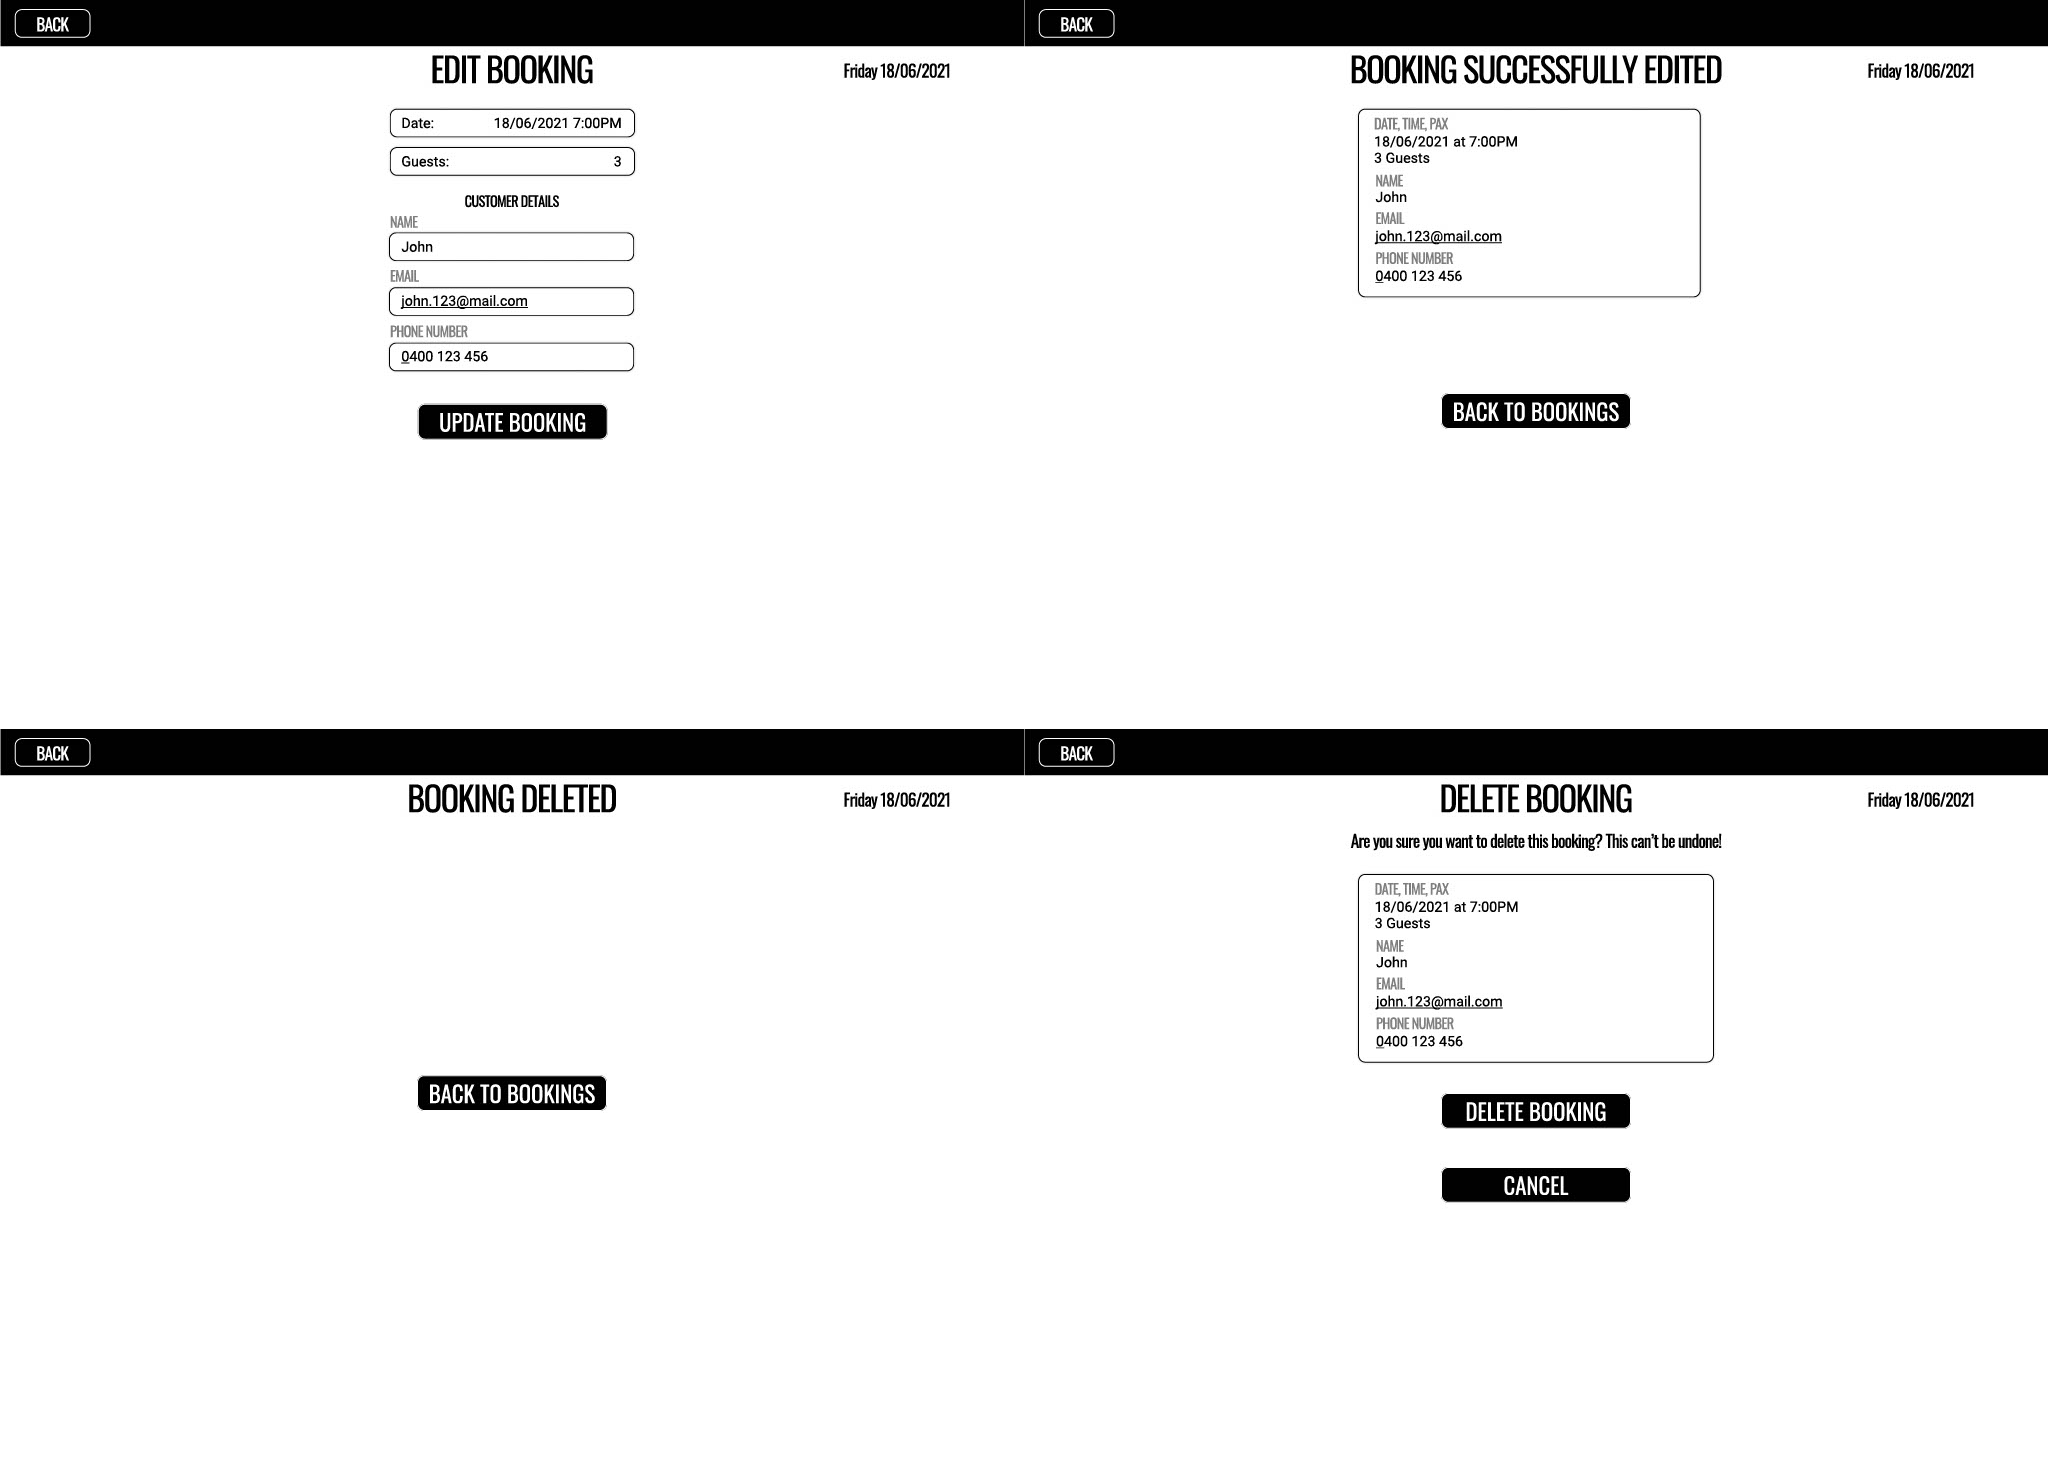 BACK
EDIT BOOKING
Friday 18/06/2021
Date: 18/06/2021 7:00PM
Guests: 3
CUSTOMER DETAILS
NAME
John
EMAIL
john.123@mail.com
PHONE NUMBER
0400 123 456
UPDATE BOOKING
BACK
BOOKING SUCCESSFULLY EDITED
Friday 18/06/2021
DATE, TIME, PAX
18/06/2021 at 7:00PM
3 Guests
NAME
John
EMAIL
john.123@mail.com
PHONE NUMBER
0400 123 456
BACK TO BOOKINGS
BACK
BOOKING DELETED
Friday 18/06/2021
BACK TO BOOKINGS
BACK
DELETE BOOKING
Friday 18/06/2021
Are you sure you want to delete this booking? This can't be undone!
DATE, TIME, PAX
18/06/2021 at 7:00PM
3 Guests
NAME
John
EMAIL
john.123@mail.com
PHONE NUMBER
0400 123 456
DELETE BOOKING
CANCEL